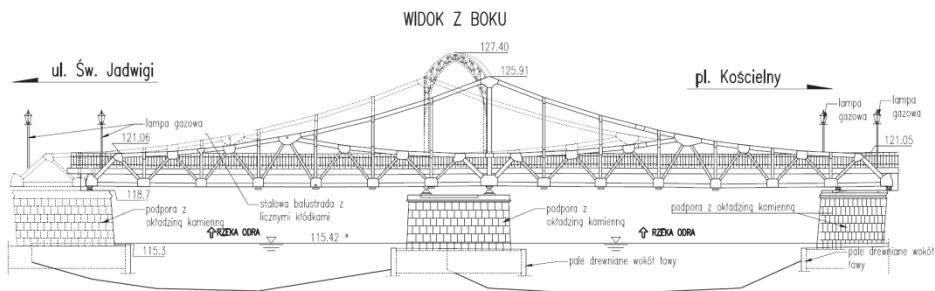 WIDOK Z BOKU
127.40
ul. Św. Jadwigi
125.91
pl. Kościelny
lampa gazowa
lampa
gazowa
lampa
gazowa
121.06
121.05
118.7
stalowa balustrada z
licznymi kłódkami
podpora z
okładziną kamienną
podpora z
okładziną kamienną
podpora z okładziną kamienną
RZEKA ODRA
115.42 *
RZEKA ODRA
115.3
pale drewniane wokół ławy
pale drewniane wokół
ławy